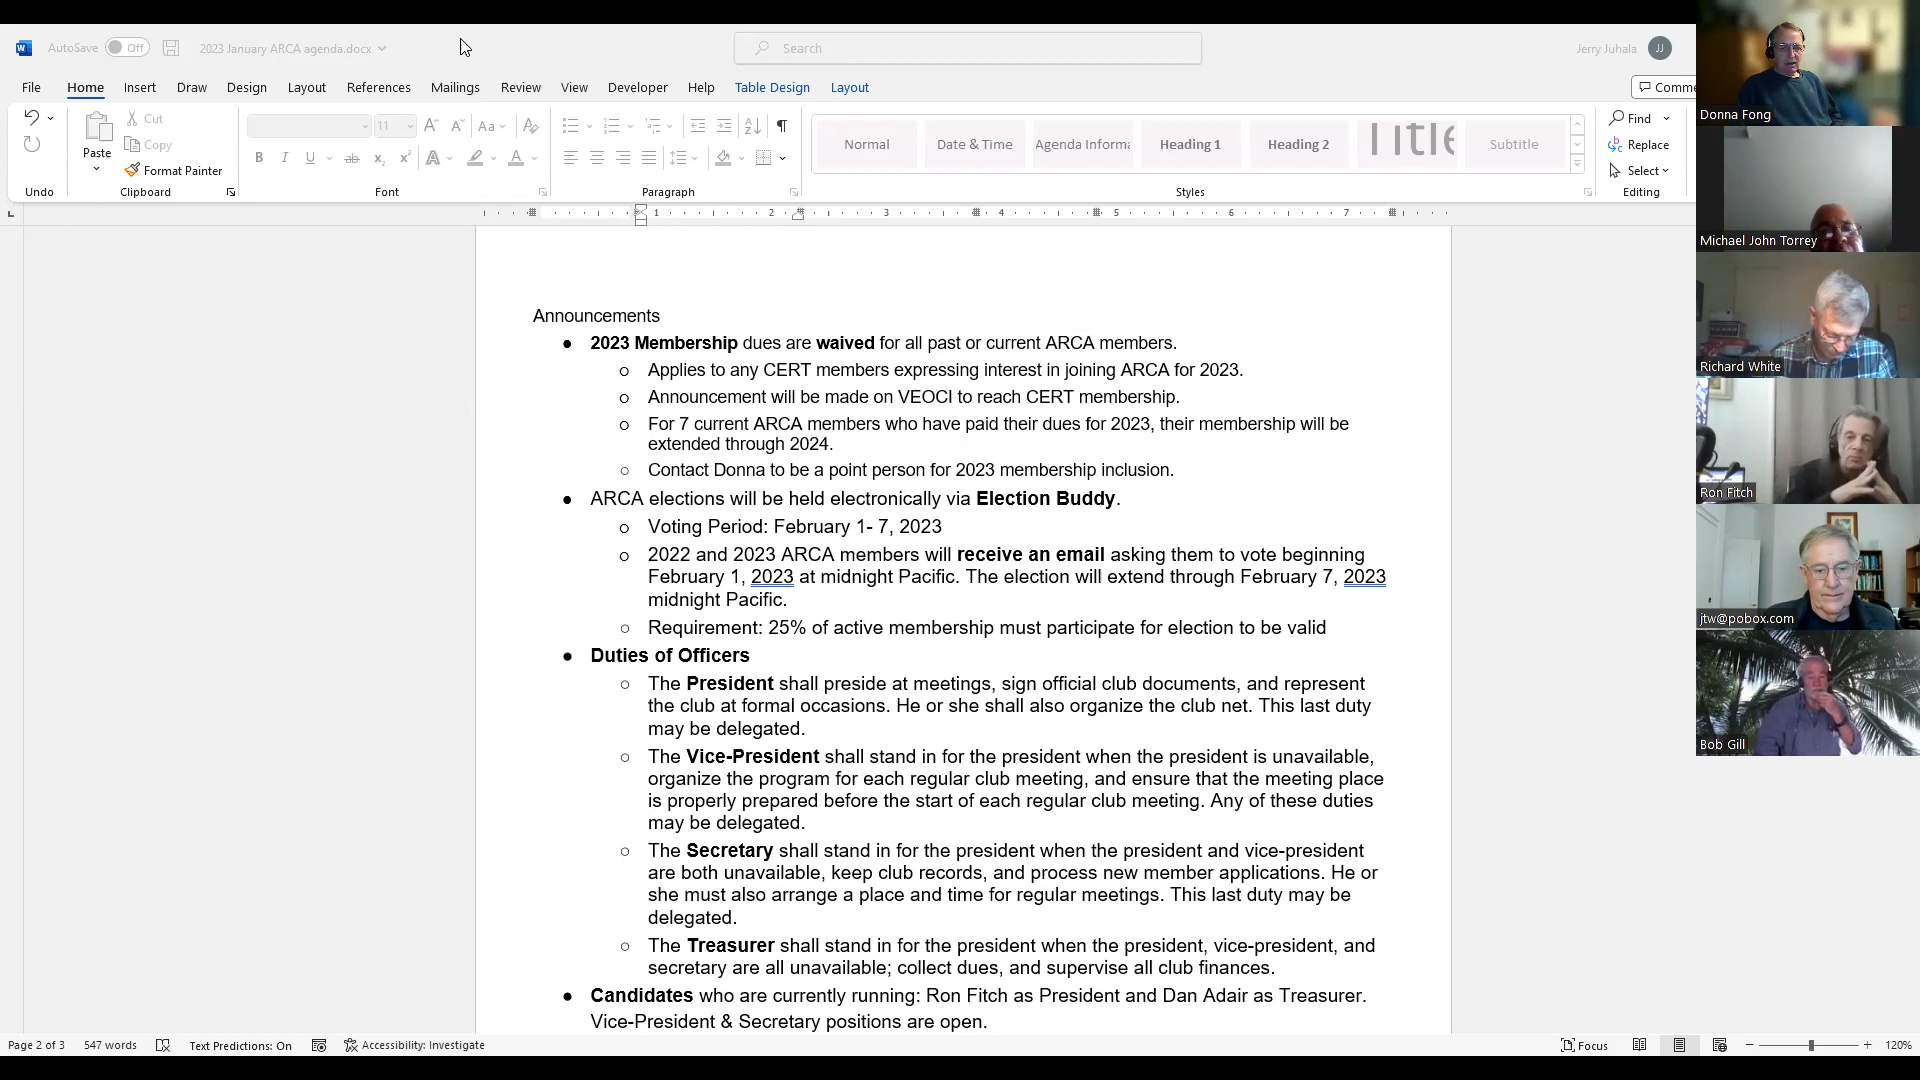 AutoSave Off 2023 January ARCA agenda.docx Search Jerry Juhala JJ
File Home Insert Draw Design Layout References Mailings Review View Developer Help Table Design Layout
Paste Cut Copy Format Painter 11 Aa Normal Date & Time Agenda Informa Heading 1 Heading 2 Title Subtitle Find Replace Select
Undo Clipboard Font Paragraph Styles Editing
1 2 3 4 5 6 7
Announcements
● 2023 Membership dues are waived for all past or current ARCA members.
o Applies to any CERT members expressing interest in joining ARCA for 2023.
o Announcement will be made on VEOCI to reach CERT membership.
o For 7 current ARCA members who have paid their dues for 2023, their membership will be
extended through 2024.
○ Contact Donna to be a point person for 2023 membership inclusion.
● ARCA elections will be held electronically via Election Buddy.
o Voting Period: February 1- 7, 2023
o 2022 and 2023 ARCA members will receive an email asking them to vote beginning
February 1, 2023 at midnight Pacific. The election will extend through February 7, 2023
midnight Pacific.
○ Requirement: 25% of active membership must participate for election to be valid
● Duties of Officers
○ The President shall preside at meetings, sign official club documents, and represent
the club at formal occasions. He or she shall also organize the club net. This last duty
may be delegated.
○ The Vice-President shall stand in for the president when the president is unavailable,
organize the program for each regular club meeting, and ensure that the meeting place
is properly prepared before the start of each regular club meeting. Any of these duties
may be delegated.
○ The Secretary shall stand in for the president when the president and vice-president
are both unavailable, keep club records, and process new member applications. He or
she must also arrange a place and time for regular meetings. This last duty may be
delegated.
○ The Treasurer shall stand in for the president when the president, vice-president, and
secretary are all unavailable; collect dues, and supervise all club finances.
● Candidates who are currently running: Ron Fitch as President and Dan Adair as Treasurer.
Vice-President & Secretary positions are open.
Page 2 of 3 547 words Text Predictions: On Accessibility: Investigate Focus 120%
Donna Fong
Michael John Torrey
Richard White
Ron Fitch
jtw@pobox.com
Bob Gill